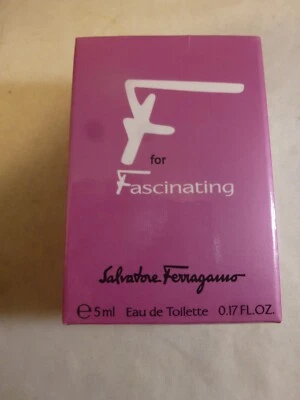 F
for
Fascinating
Salvatore Ferragamo
℮5ml Eau de Toilette 0.17 FL.OZ.